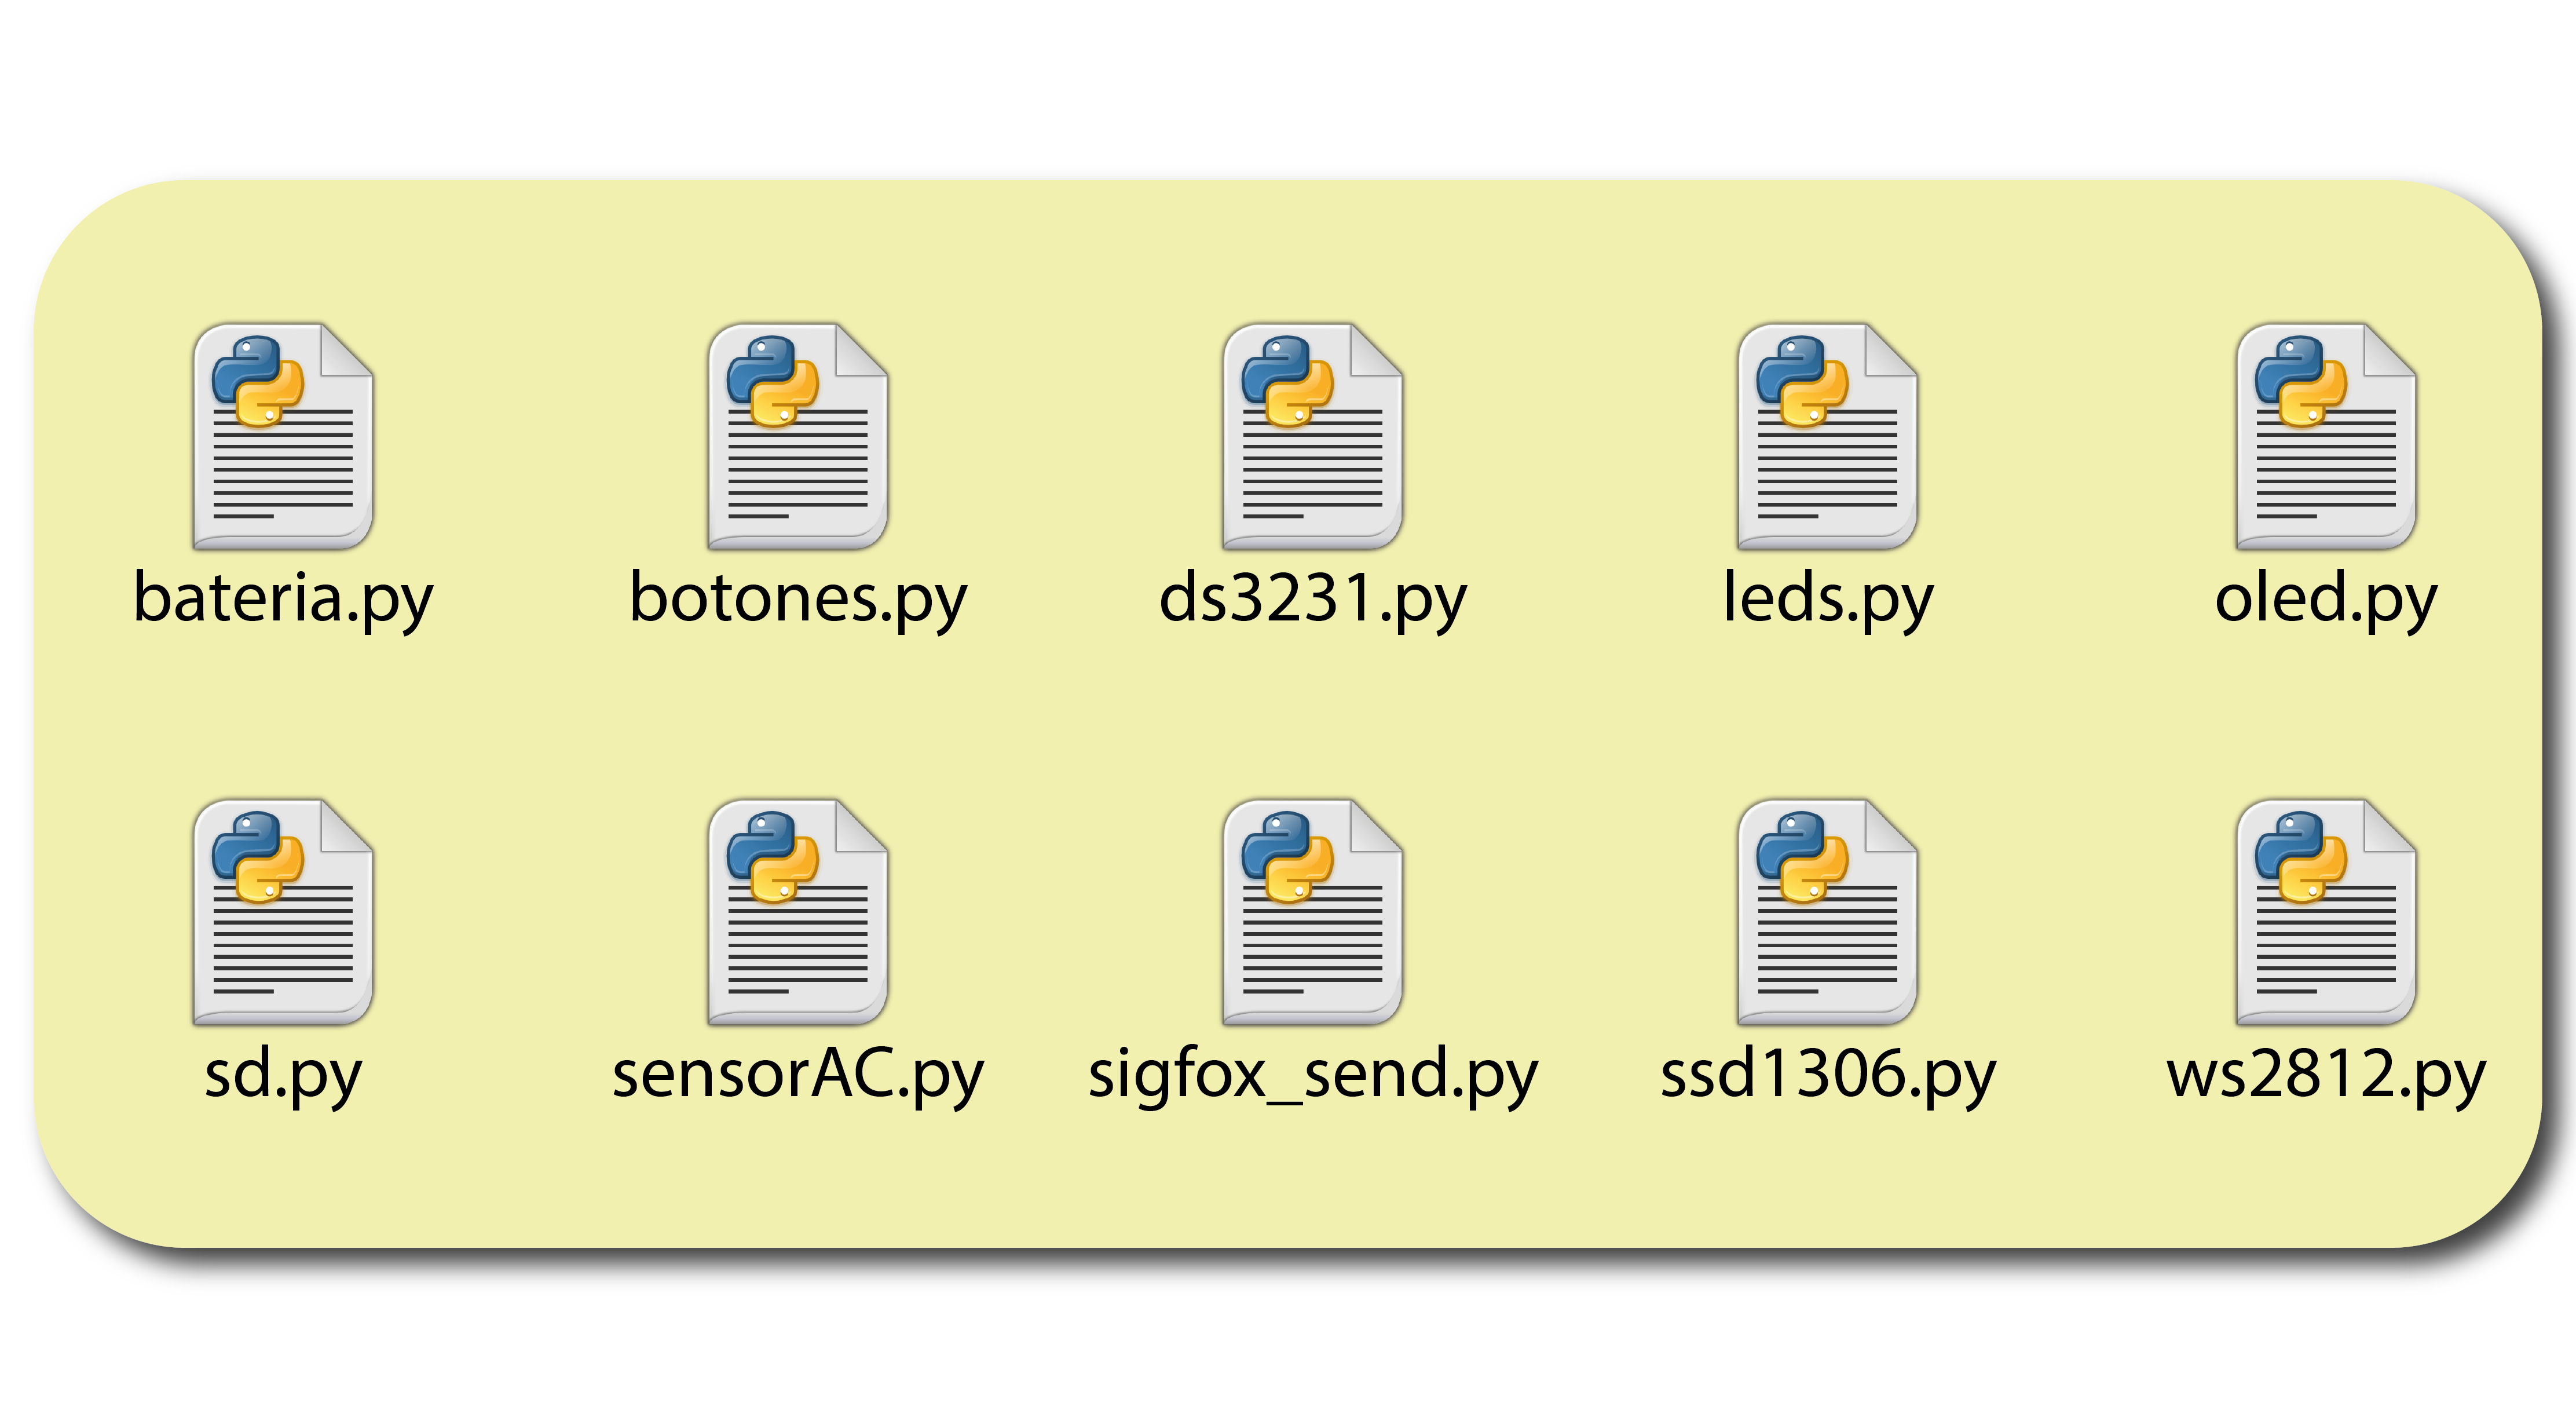 bateria.py
botones.py
ds3231.py
leds.py
oled.py
sd.py
sensorAC.py
sigfox_send.py
ssd1306.py
ws2812.py